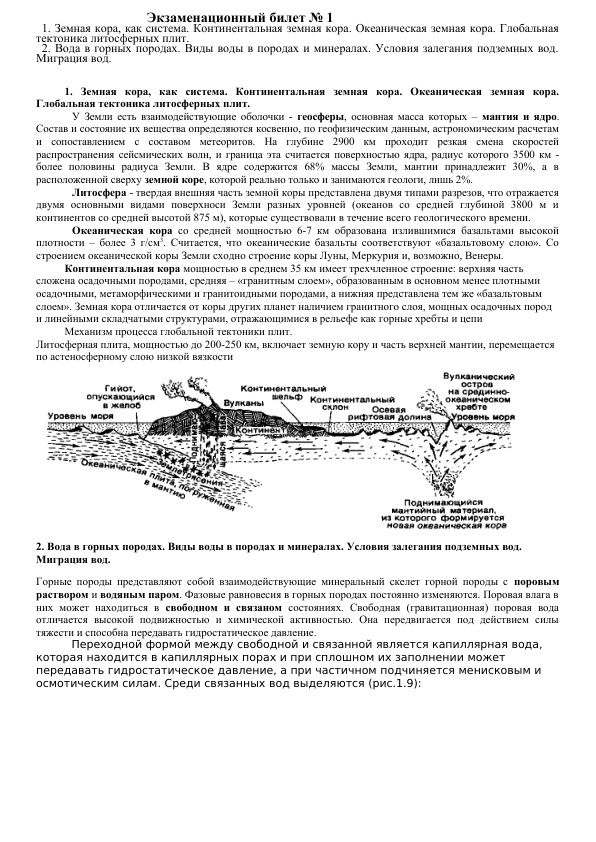 Экзаменационный билет № 1
1. Земная кора, как система. Континентальная земная кора. Океаническая земная кора. Глобальная
тектоника литосферных плит.
2. Вода в горных породах. Виды воды в породах и минералах. Условия залегания подземных вод.
Миграция вод.
1. Земная кора, как система. Континентальная земная кора. Океаническая земная кора.
Глобальная тектоника литосферных плит.
У Земли есть взаимодействующие оболочки - геосферы, основная масса которых – мантия и ядро.
Состав и состояние их вещества определяются косвенно, по геофизическим данным, астрономическим расчетам
и сопоставлением с составом метеоритов. На глубине 2900 км проходит резкая смена скоростей
распространения сейсмических волн, и граница эта считается поверхностью ядра, радиус которого 3500 км -
более половины радиуса Земли. В ядре содержится 68% массы Земли, мантии принадлежит 30%, а в
расположенной сверху земной коре, которой реально только и занимаются геологи, лишь 2%.
Литосфера - твердая внешняя часть земной коры представлена двумя типами разрезов, что отражается
двумя основными видами поверхноси Земли разных уровней (океанов со средней глубиной 3800 м и
континентов со средней высотой 875 м), которые существовали в течение всего геологического времени.
Океаническая кора со средней мощностью 6-7 км образована излившимися базальтами высокой
плотности – более 3 г/см³. Считается, что океанические базальты соответствуют «базальтовому слою». Со
строением океанической коры Земли сходно строение коры Луны, Меркурия и, возможно, Венеры.
Континентальная кора мощностью в среднем 35 км имеет трехчленное строение: верхняя часть
сложена осадочными породами, средняя – «гранитным слоем», образованным в основном менее плотными
осадочными, метаморфическими и гранитоидными породами, а нижняя представлена тем же «базальтовым
слоем». Земная кора отличается от коры других планет наличием гранитного слоя, мощных осадочных пород
и линейными складчатыми структурами, отражающимися в рельефе как горные хребты и цепи
Механизм процесса глобальной тектоники плит.
Литосферная плита, мощностью до 200-250 км, включает земную кору и часть верхней мантии, перемещается
по астеносферному слою низкой вязкости
Гийот,
опускающийся
в желоб
Уровень моря
Вулканы
Континентальный
шельф
Континентальный
склон
Осевая
рифтовая долина
Вулканический
остров
на срединно-
океаническом
хребте
Уровень моря
Континент
Землетрясения
Океаническая плита, погруженная
в мантию
Поднимающийся
мантийный материал,
из которого формируется
новая океаническая кора
2. Вода в горных породах. Виды воды в породах и минералах. Условия залегания подземных вод.
Миграция вод.
Горные породы представляют собой взаимодействующие минеральный скелет горной породы с поровым
раствором и водяным паром. Фазовые равновесия в горных породах постоянно изменяются. Поровая влага в
них может находиться в свободном и связаном состояниях. Свободная (гравитационная) поровая вода
отличается высокой подвижностью и химической активностью. Она передвигается под действием силы
тяжести и способна передавать гидростатическое давление.
Переходной формой между свободной и связанной является капиллярная вода,
которая находится в капиллярных порах и при сплошном их заполнении может
передавать гидростатическое давление, а при частичном подчиняется менисковым и
осмотическим силам. Среди связанных вод выделяются (рис.1.9):